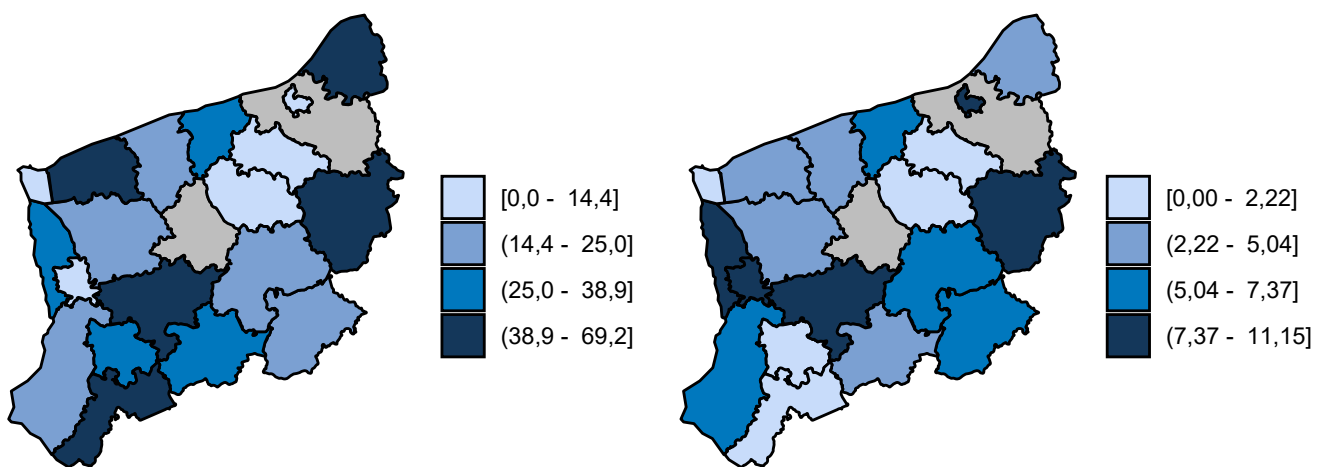 [0,0 - 14,4]
(14,4 - 25,0]
(25,0 - 38,9]
(38,9 - 69,2]
[0,00 - 2,22]
(2,22 - 5,04]
(5,04 - 7,37]
(7,37 - 11,15]